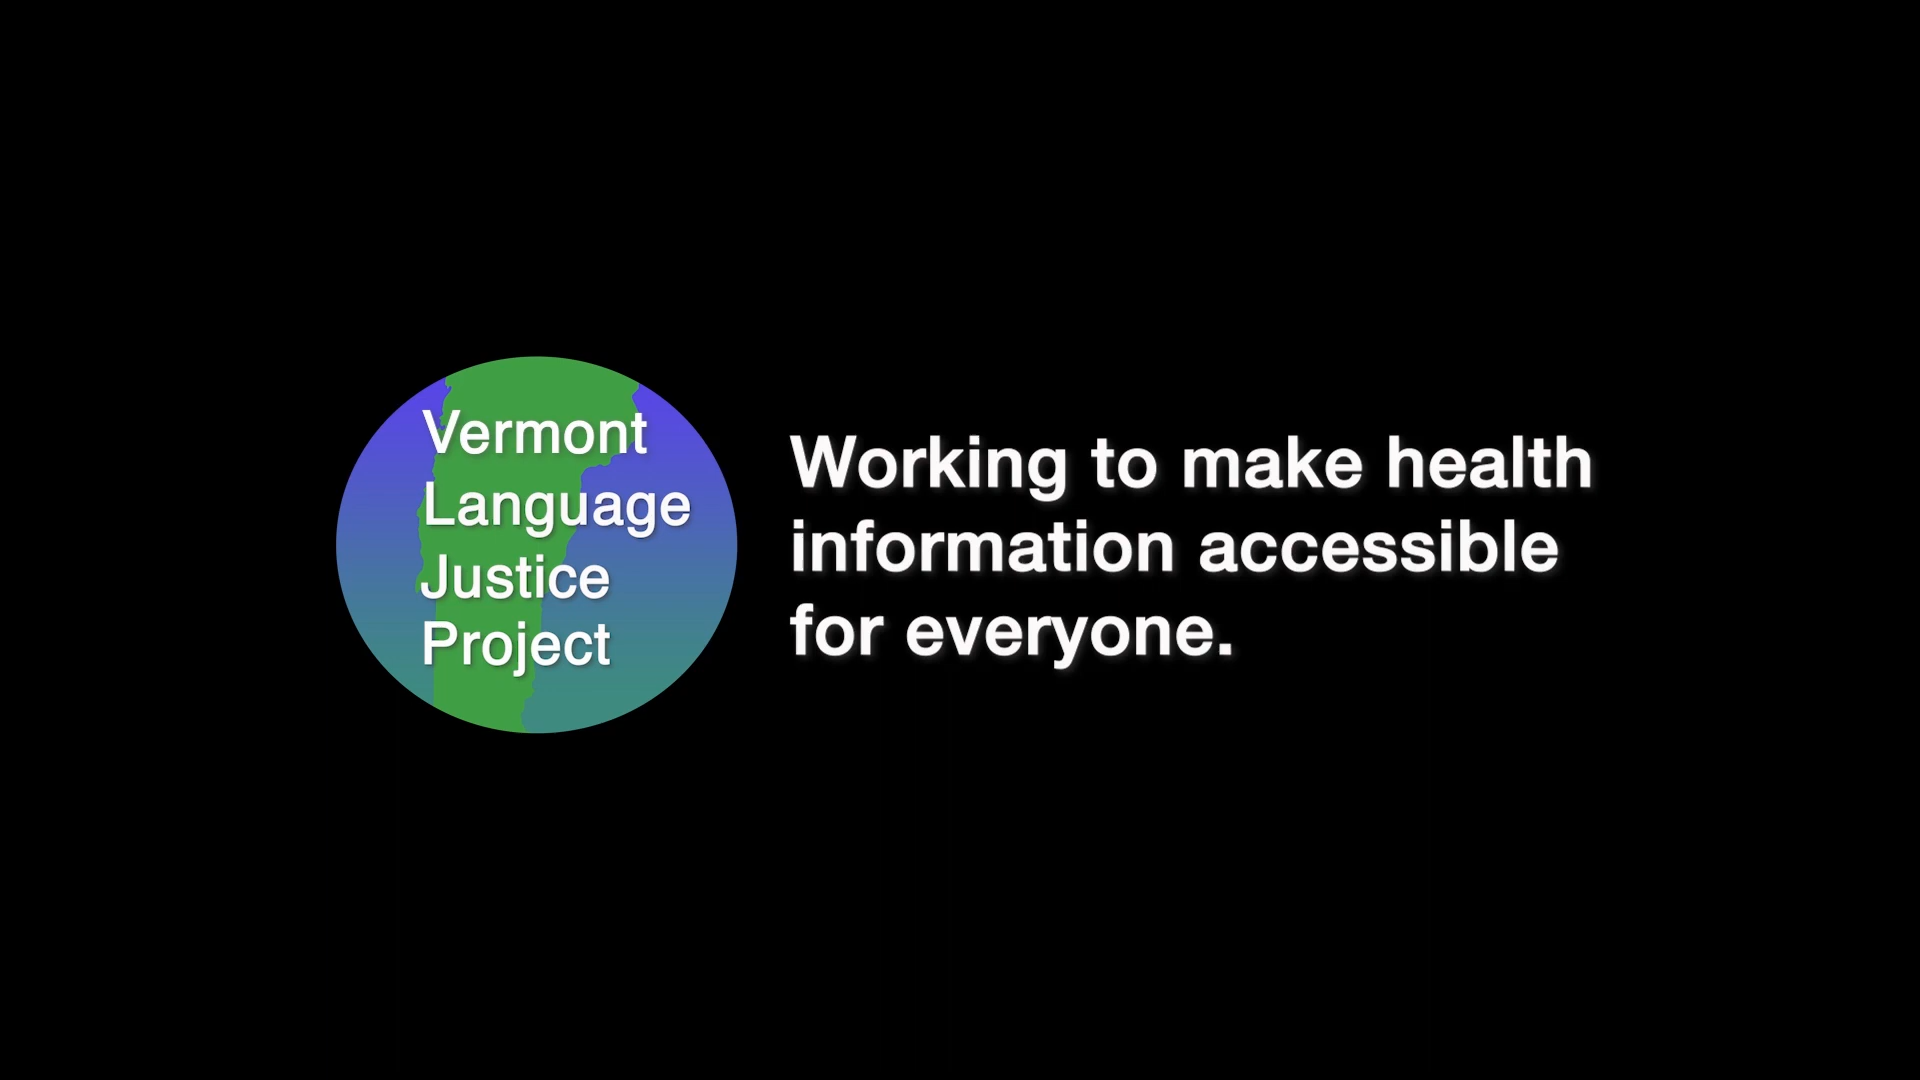 Vermont
Language
Justice
Project
Working to make health
information accessible
for everyone.